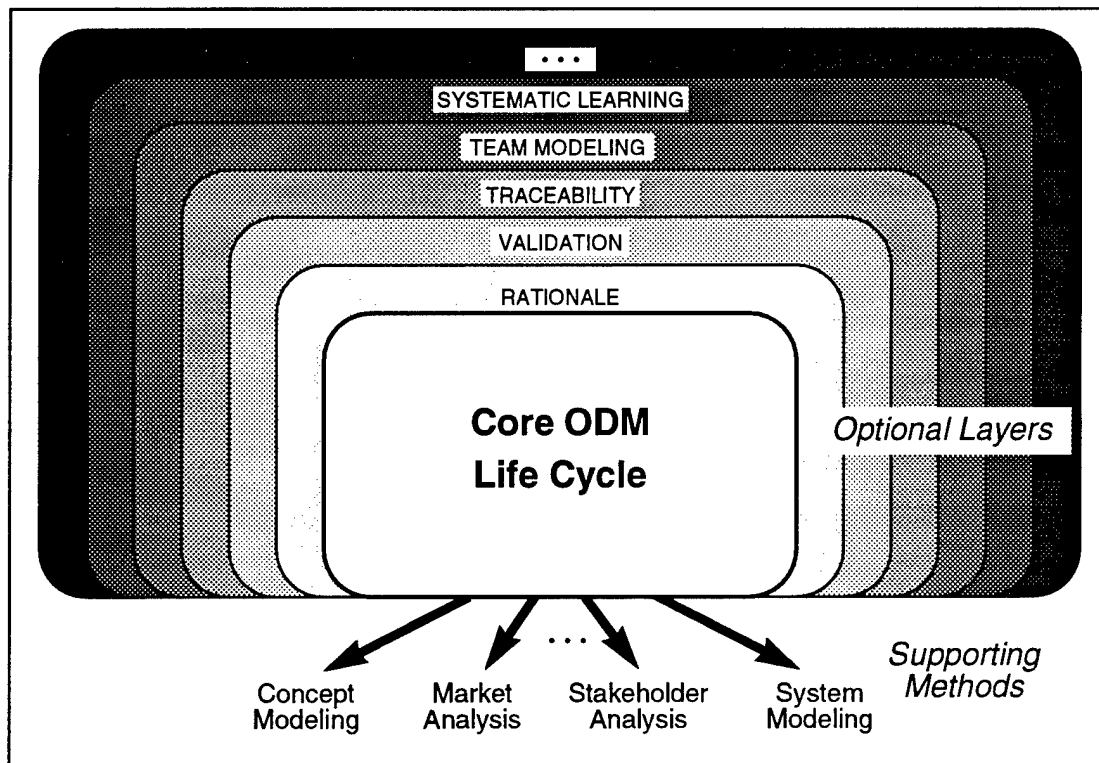 ...
SYSTEMATIC LEARNING
TEAM MODELING
TRACEABILITY
VALIDATION
RATIONALE
Core ODM
Life Cycle
Optional Layers
...
Supporting
Methods
Concept
Modeling
Market
Analysis
Stakeholder
Analysis
System
Modeling